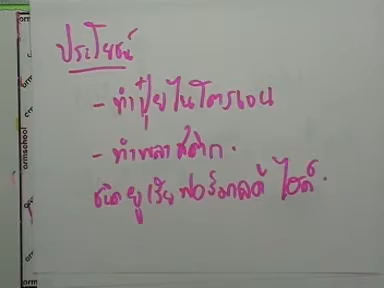 ประโยชน์
- ทำปุ๋ยไนโตรเจน
- ทำพลาสติก
ชนิดยูเรียฟอร์มาลดีไฮด์
armschool
arm